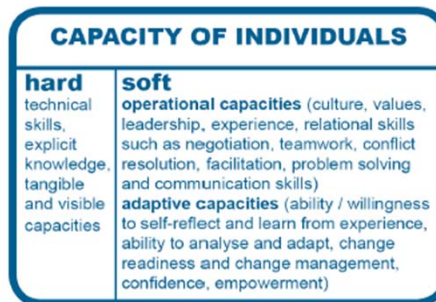 CAPACITY OF INDIVIDUALS
hard
technical
skills,
explicit
knowledge,
tangible
and visible
capacities
soft
operational capacities (culture, values,
leadership, experience, relational skills
such as negotiation, teamwork, conflict
resolution, facilitation, problem solving
and communication skills)
adaptive capacities (ability / willingness
to self-reflect and learn from experience,
ability to analyse and adapt, change
readiness and change management,
confidence, empowerment)